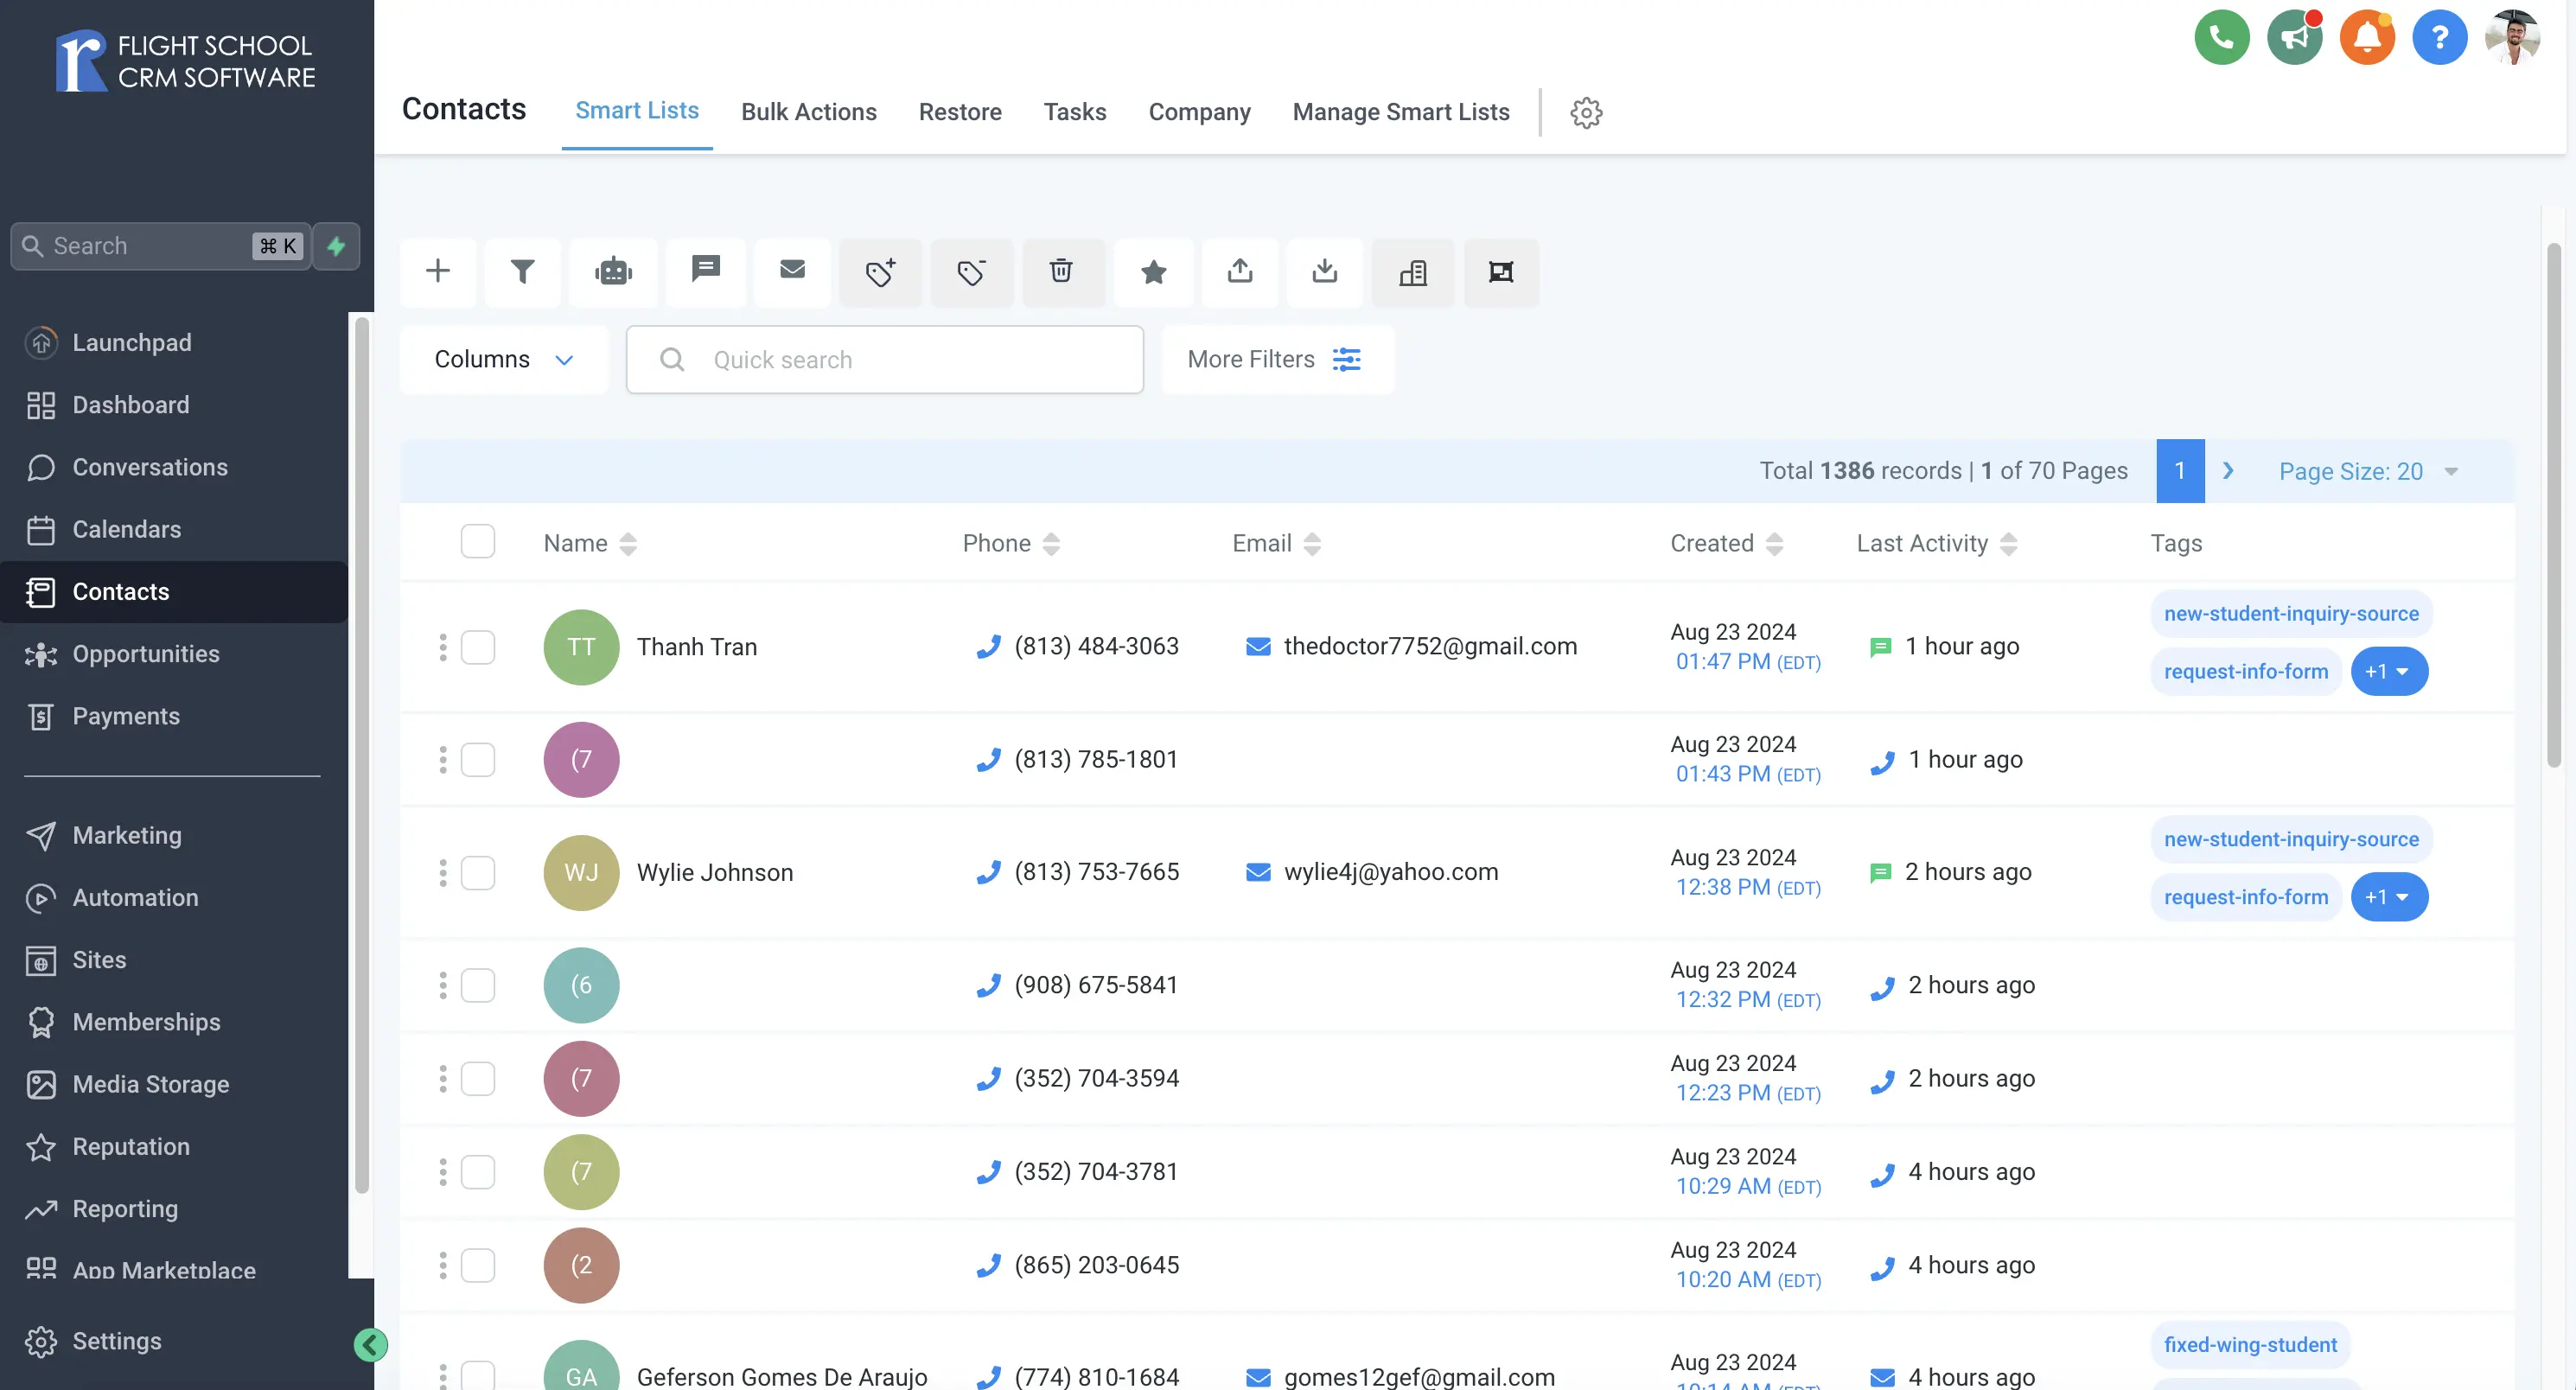 FLIGHT SCHOOL
CRM SOFTWARE
Search
⌘ K
Launchpad
Dashboard
Conversations
Calendars
Contacts
Opportunities
Payments
Marketing
Automation
Sites
Memberships
Media Storage
Reputation
Reporting
App Marketplace
Settings
Contacts Smart Lists Bulk Actions Restore Tasks Company Manage Smart Lists
Columns Quick search More Filters
Total 1386 records | 1 of 70 Pages 1 Page Size: 20
Name Phone Email Created Last Activity Tags
TT Thanh Tran (813) 484-3063 thedoctor7752@gmail.com Aug 23 2024 1 hour ago new-student-inquiry-source
01:47 PM (EDT) request-info-form +1
(7 (813) 785-1801 Aug 23 2024 1 hour ago
01:43 PM (EDT)
WJ Wylie Johnson (813) 753-7665 wylie4j@yahoo.com Aug 23 2024 2 hours ago new-student-inquiry-source
12:38 PM (EDT) request-info-form +1
(6 (908) 675-5841 Aug 23 2024 2 hours ago
12:32 PM (EDT)
(7 (352) 704-3594 Aug 23 2024 2 hours ago
12:23 PM (EDT)
(7 (352) 704-3781 Aug 23 2024 4 hours ago
10:29 AM (EDT)
(2 (865) 203-0645 Aug 23 2024 4 hours ago
10:20 AM (EDT)
GA Geferson Gomes De Araujo (774) 810-1684 gomes12gef@gmail.com Aug 23 2024 4 hours ago fixed-wing-student
10:14 AM (EDT)